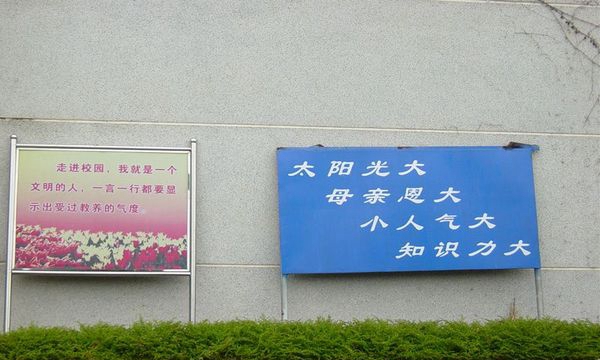 走进校园，我就是一个
文明的人，一言一行都要显
示出受过教养的气度。
太阳光大
母亲恩大
小人气大
知识力大